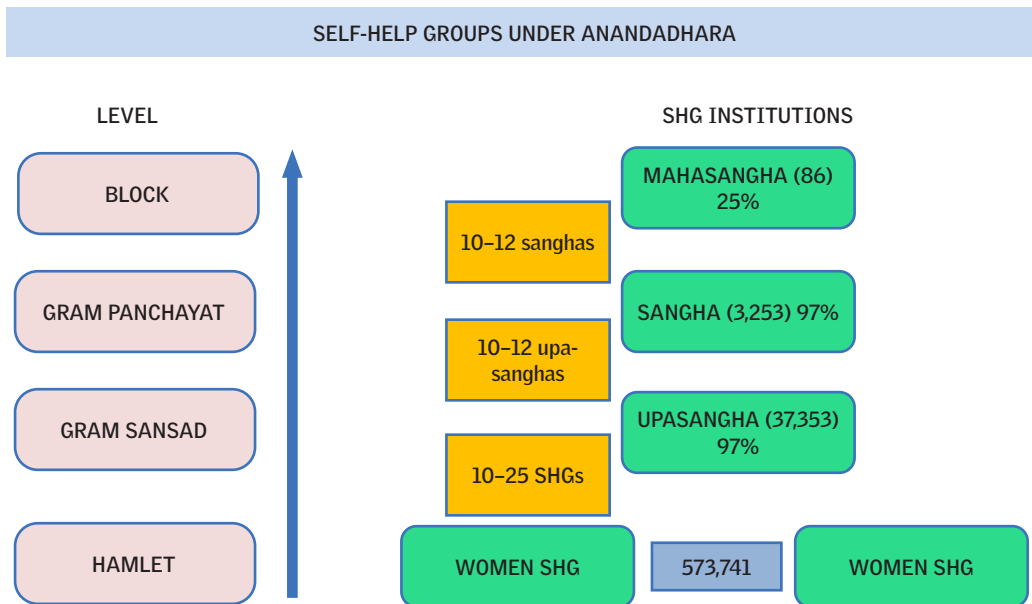 SELF-HELP GROUPS UNDER ANANDADHARA
LEVEL
SHG INSTITUTIONS
BLOCK
MAHASANGHA (86)
25%
10–12 sanghas
GRAM PANCHAYAT
SANGHA (3,253) 97%
10–12 upa-
sanghas
GRAM SANSAD
UPASANGHA (37,353)
97%
10–25 SHGs
HAMLET
WOMEN SHG
573,741
WOMEN SHG